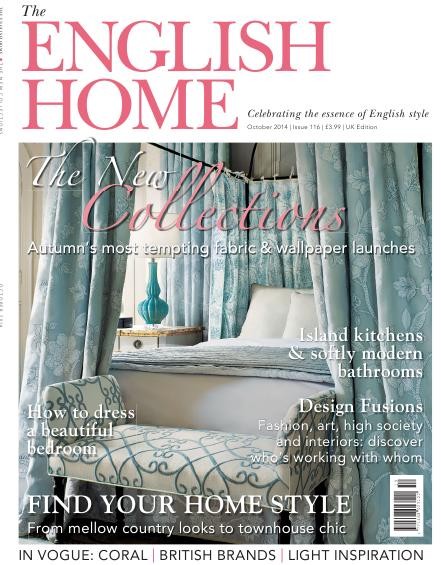 The
ENGLISH
HOME
Celebrating the essence of English style
October 2014 | Issue 116 | £3.99 | UK Edition
The New
Collections
Autumn's most tempting fabric & wallpaper launches
Island kitchens
& softly modern
bathrooms
How to dress
a beautiful
bedroom
Design Fusions
Fashion, art, high society
and interiors: discover
who's working with whom
FIND YOUR HOME STYLE
From mellow country looks to townhouse chic
IN VOGUE: CORAL | BRITISH BRANDS | LIGHT INSPIRATION